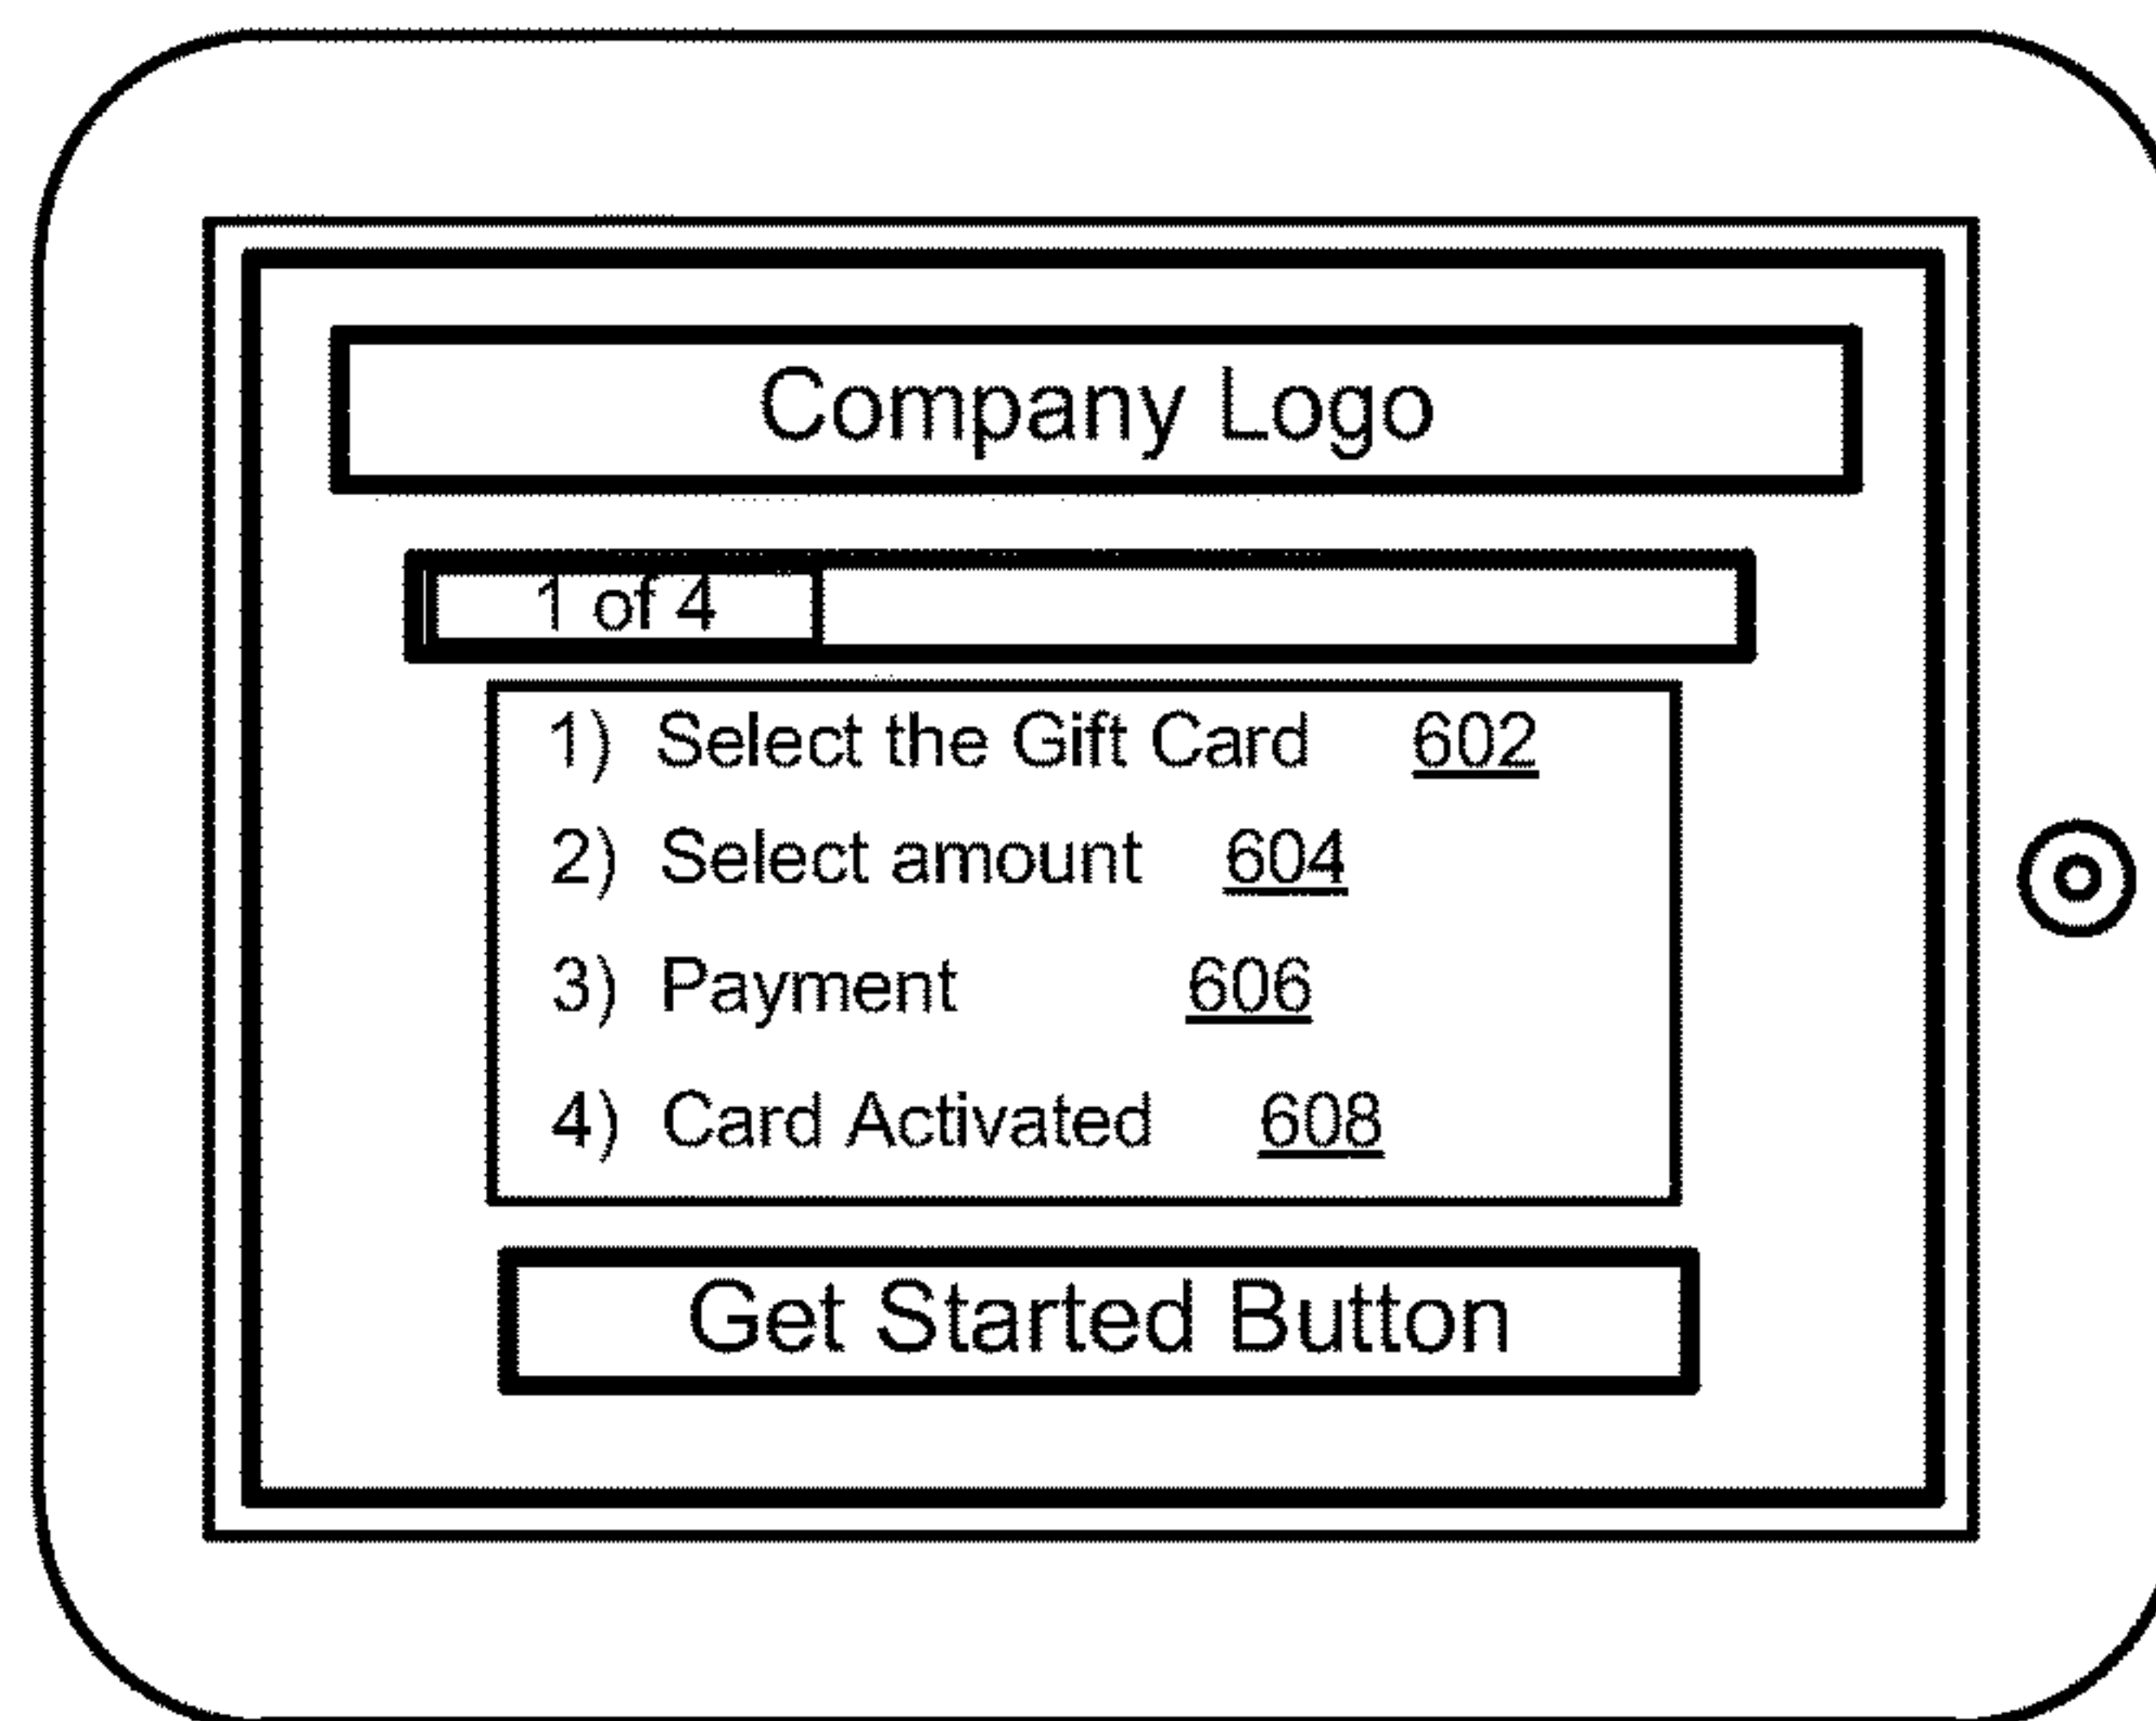 Company Logo
1 of 4
1) Select the Gift Card 602
2) Select amount 604
3) Payment 606
4) Card Activated 608
Get Started Button